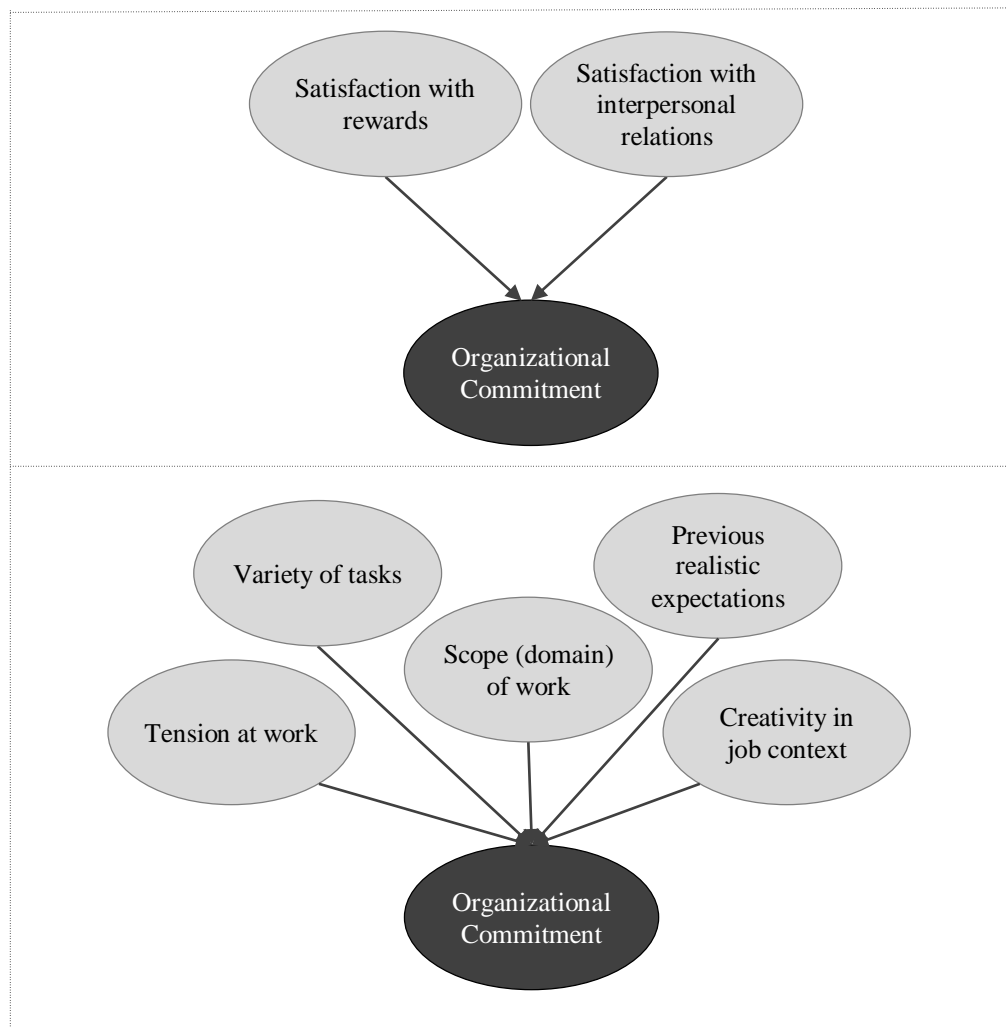 Satisfaction with
rewards
Satisfaction with
interpersonal
relations
Organizational
Commitment
Variety of tasks
Previous
realistic
expectations
Scope (domain)
of work
Tension at work
Creativity in
job context
Organizational
Commitment